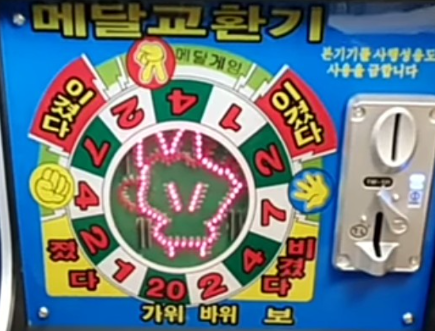 메달교환기
본기기를 사행성용도
사용을 금합니다
메달게임
이겼다
이겼다
2 4 1
7 2
4 7
2 4
1 20 2
졌다
비겼다
가위 바위 보